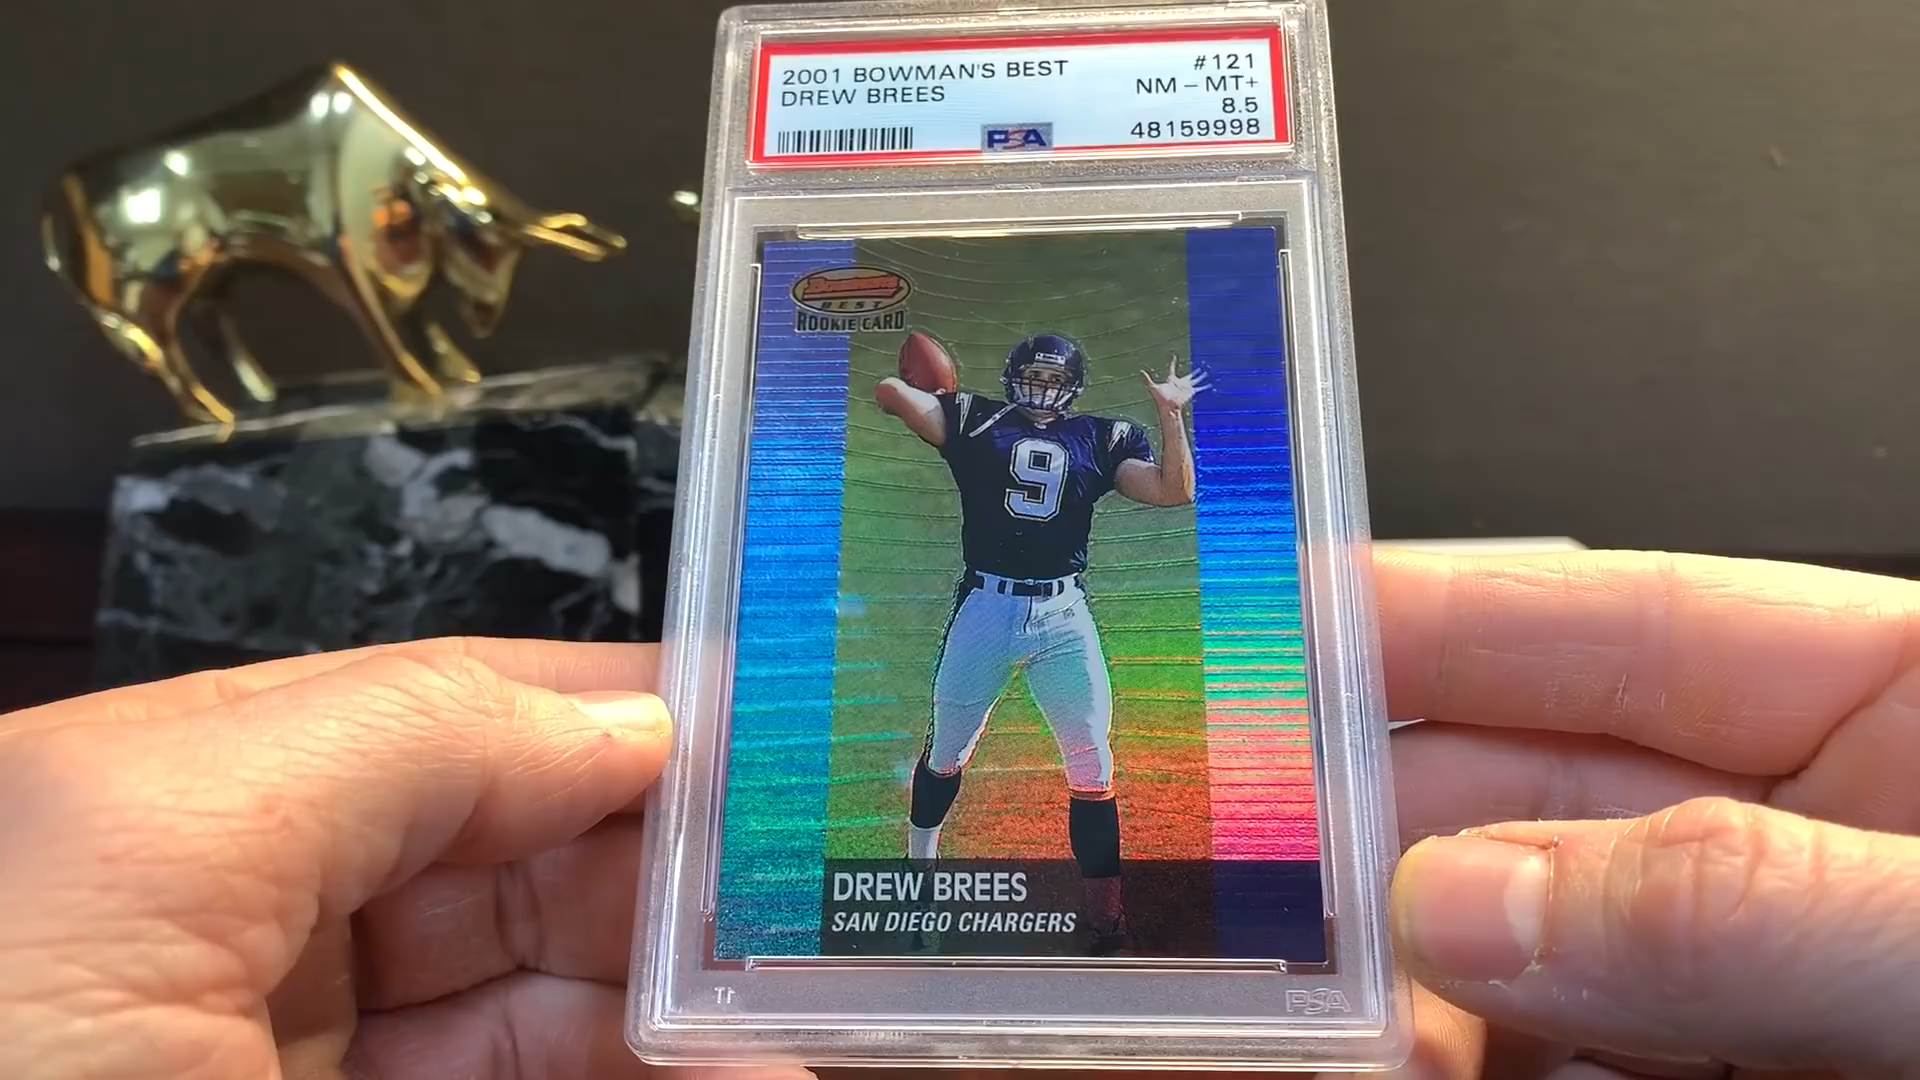 2001 BOWMAN'S BEST #121
DREW BREES NM - MT+
8.5
PSA 48159998
Bowman's
BEST
ROOKIE CARD
9
DREW BREES
SAN DIEGO CHARGERS
PSA